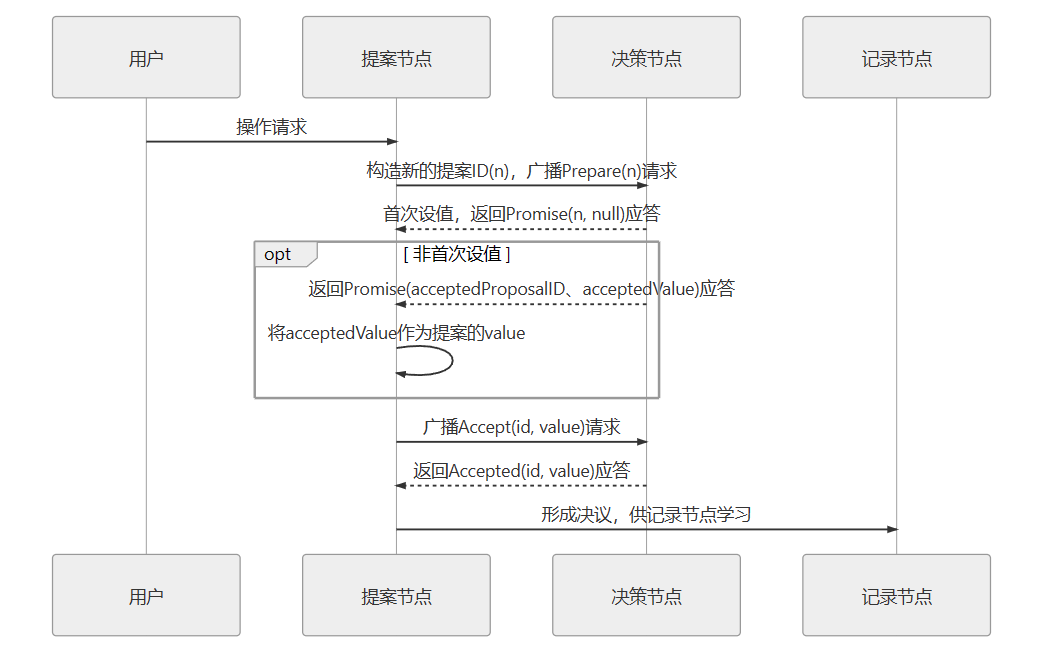 用户
提案节点
决策节点
记录节点
操作请求
构造新的提案ID(n)，广播Prepare(n)请求
首次设值，返回Promise(n, null)应答
opt
[ 非首次设值 ]
返回Promise(acceptedProposalID、acceptedValue)应答
将acceptedValue作为提案的value
广播Accept(id, value)请求
返回Accepted(id, value)应答
形成决议，供记录节点学习
用户
提案节点
决策节点
记录节点